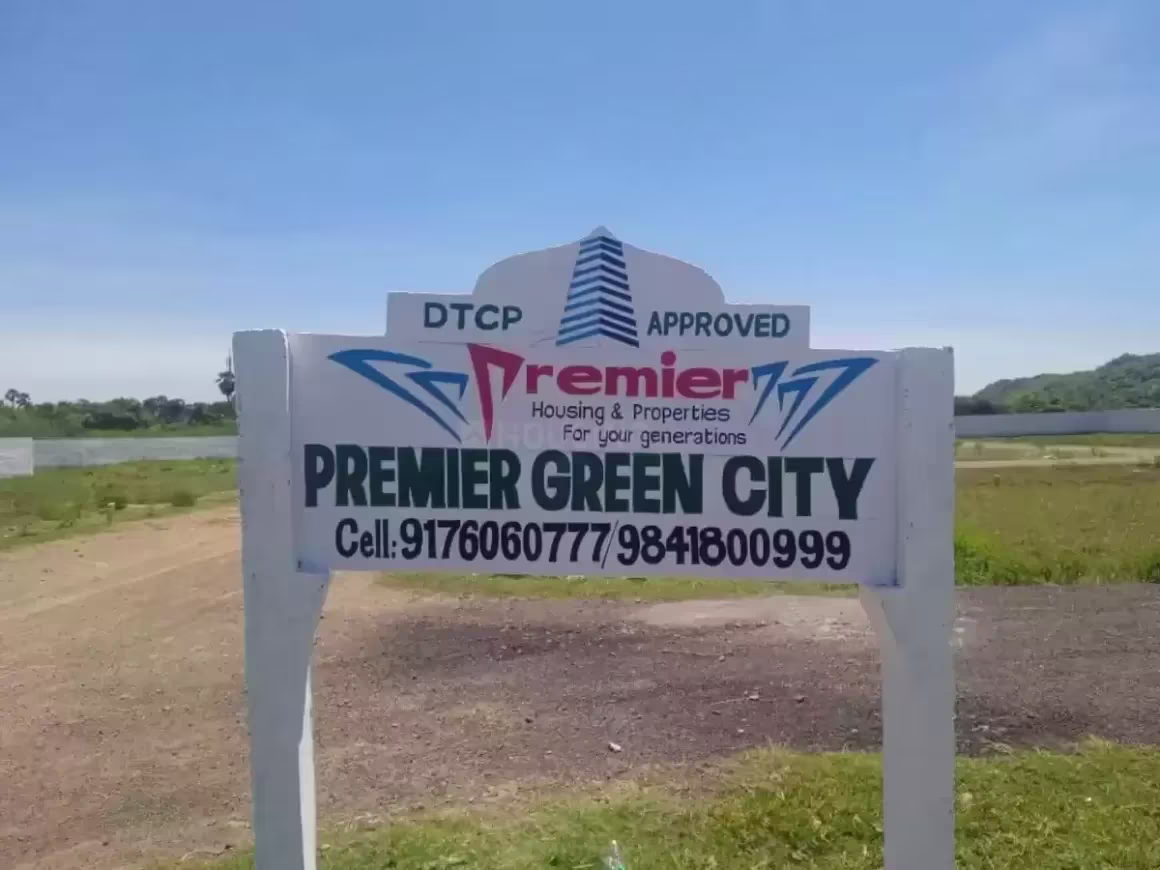 DTCP APPROVED
Premier
Housing & Properties
For your generations
PREMIER GREEN CITY
Cell: 9176060777/9841800999